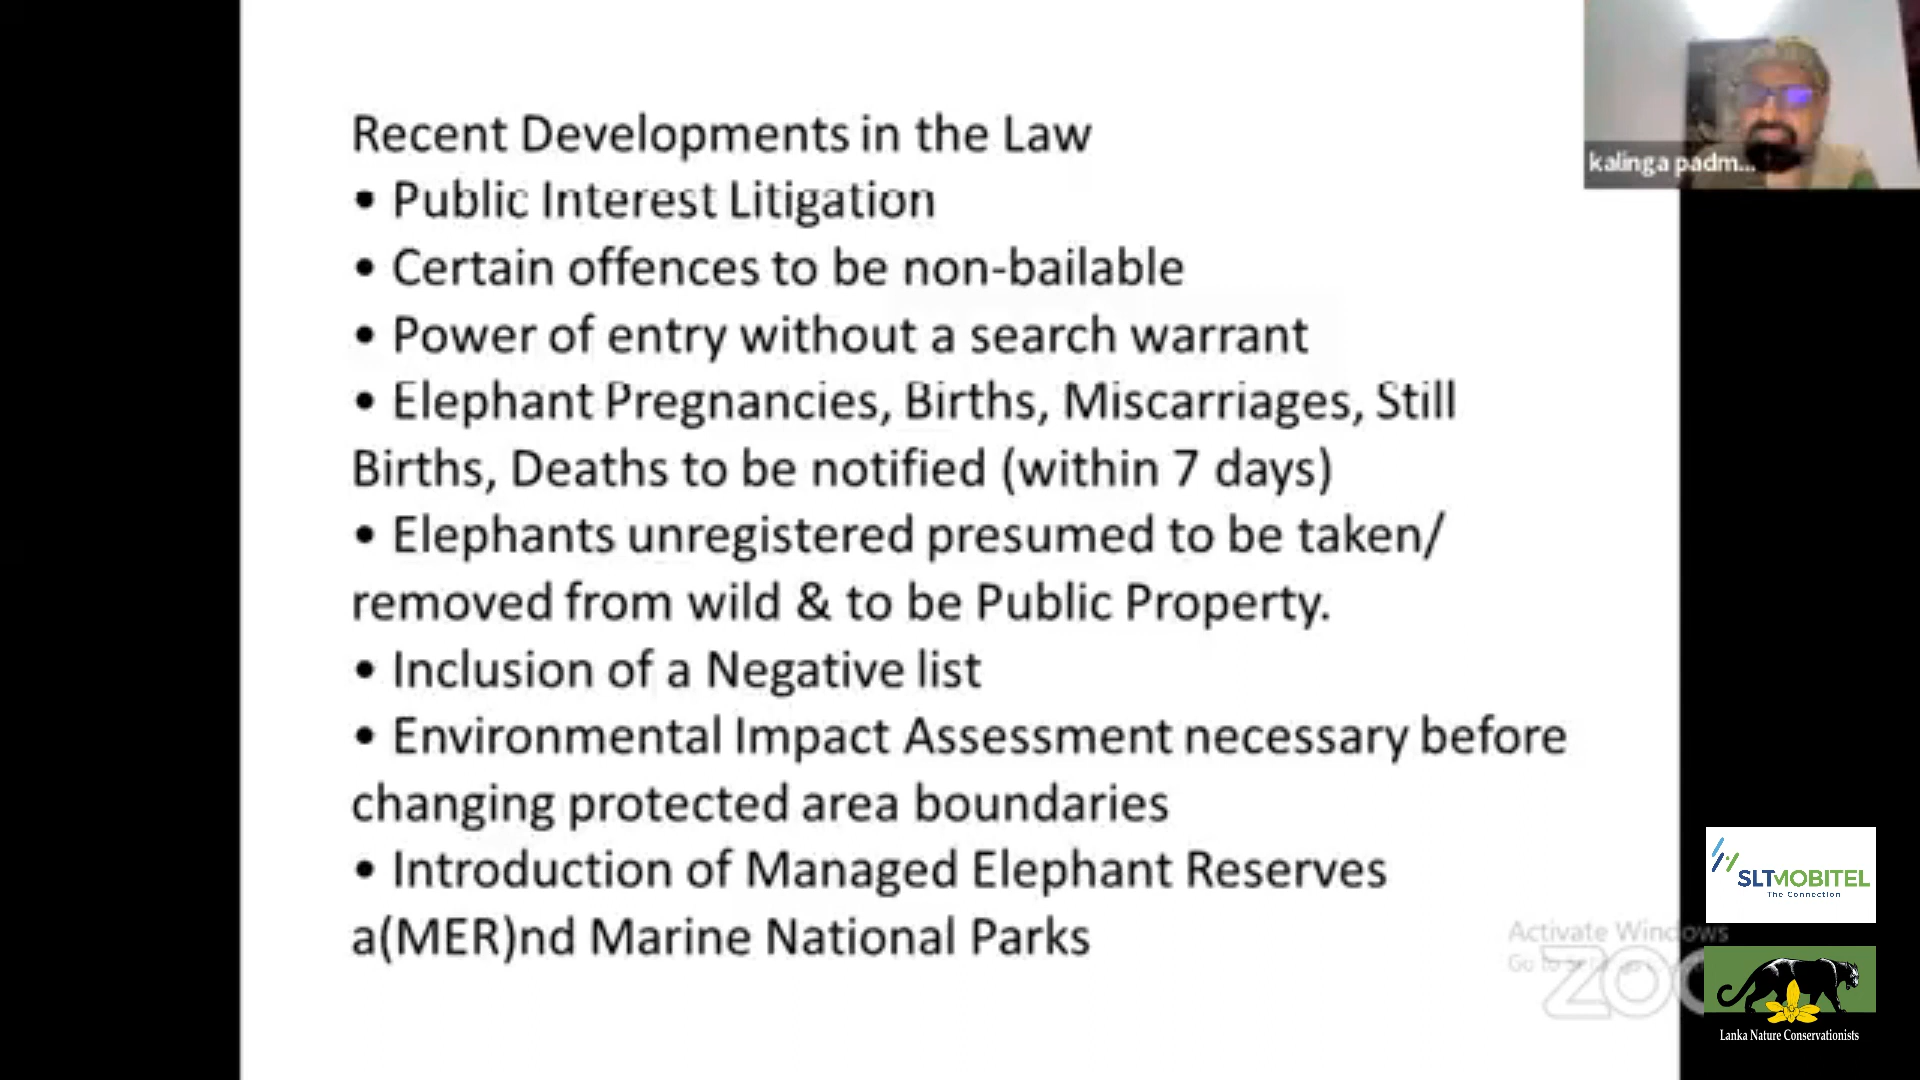 Recent Developments in the Law
• Public Interest Litigation
• Certain offences to be non-bailable
• Power of entry without a search warrant
• Elephant Pregnancies, Births, Miscarriages, Still
Births, Deaths to be notified (within 7 days)
• Elephants unregistered presumed to be taken/
removed from wild & to be Public Property.
• Inclusion of a Negative list
• Environmental Impact Assessment necessary before
changing protected area boundaries
• Introduction of Managed Elephant Reserves
a(MER)nd Marine National Parks
kalinga padm...
SLTMOBITEL
The Connection
Activate Windows
Go to
Lanka Nature Conservationists